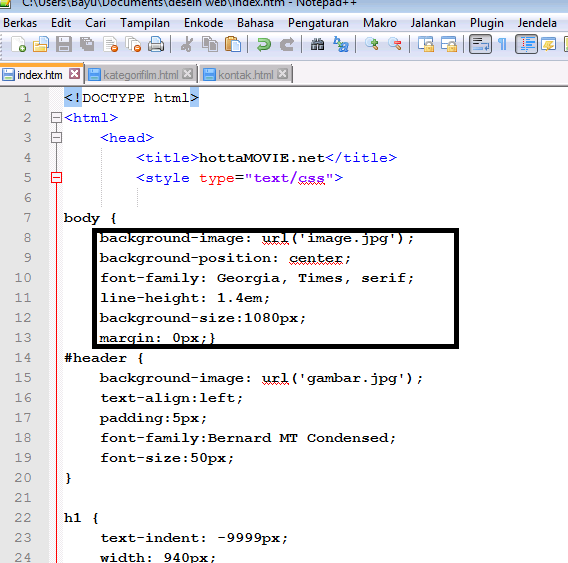 C:\Users\Bayu\Documents\desein web\index.htm - Notepad++
Berkas Edit Cari Tampilan Enkode Bahasa Pengaturan Makro Jalankan Plugin Jendela
index.htm kategorifilm.html kontak.html
1 <!DOCTYPE html>
2 <html>
3 <head>
4 <title>hottaMOVIE.net</title>
5 <style type="text/css">
6
7 body {
8 background-image: url('image.jpg');
9 background-position: center;
10 font-family: Georgia, Times, serif;
11 line-height: 1.4em;
12 background-size:1080px;
13 margin: 0px;}
14 #header {
15 background-image: url('gambar.jpg');
16 text-align:left;
17 padding:5px;
18 font-family:Bernard MT Condensed;
19 font-size:50px;
20 }
21
22 h1 {
23 text-indent: -9999px;
24 width: 940px;